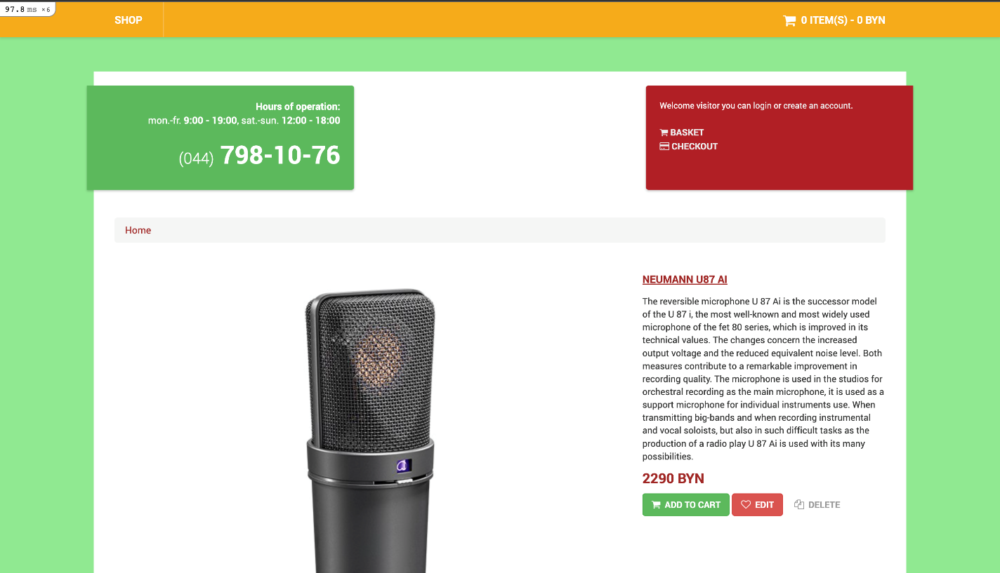 97.8 ms ×6
SHOP
0 ITEM(S) - 0 BYN
Hours of operation:
mon.-fr. 9:00 - 19:00, sat.-sun. 12:00 - 18:00
(044) 798-10-76
Welcome visitor you can login or create an account.
BASKET
CHECKOUT
Home
NEUMANN U87 AI
The reversible microphone U 87 Ai is the successor model
of the U 87 i, the most well-known and most widely used
microphone of the fet 80 series, which is improved in its
technical values. The changes concern the increased
output voltage and the reduced equivalent noise level. Both
measures contribute to a remarkable improvement in
recording quality. The microphone is used in the studios for
orchestral recording as the main microphone, it is used as a
support microphone for individual instruments use. When
transmitting big-bands and when recording instrumental
and vocal soloists, but also in such difficult tasks as the
production of a radio play U 87 Ai is used with its many
possibilities.
2290 BYN
ADD TO CART
EDIT
DELETE